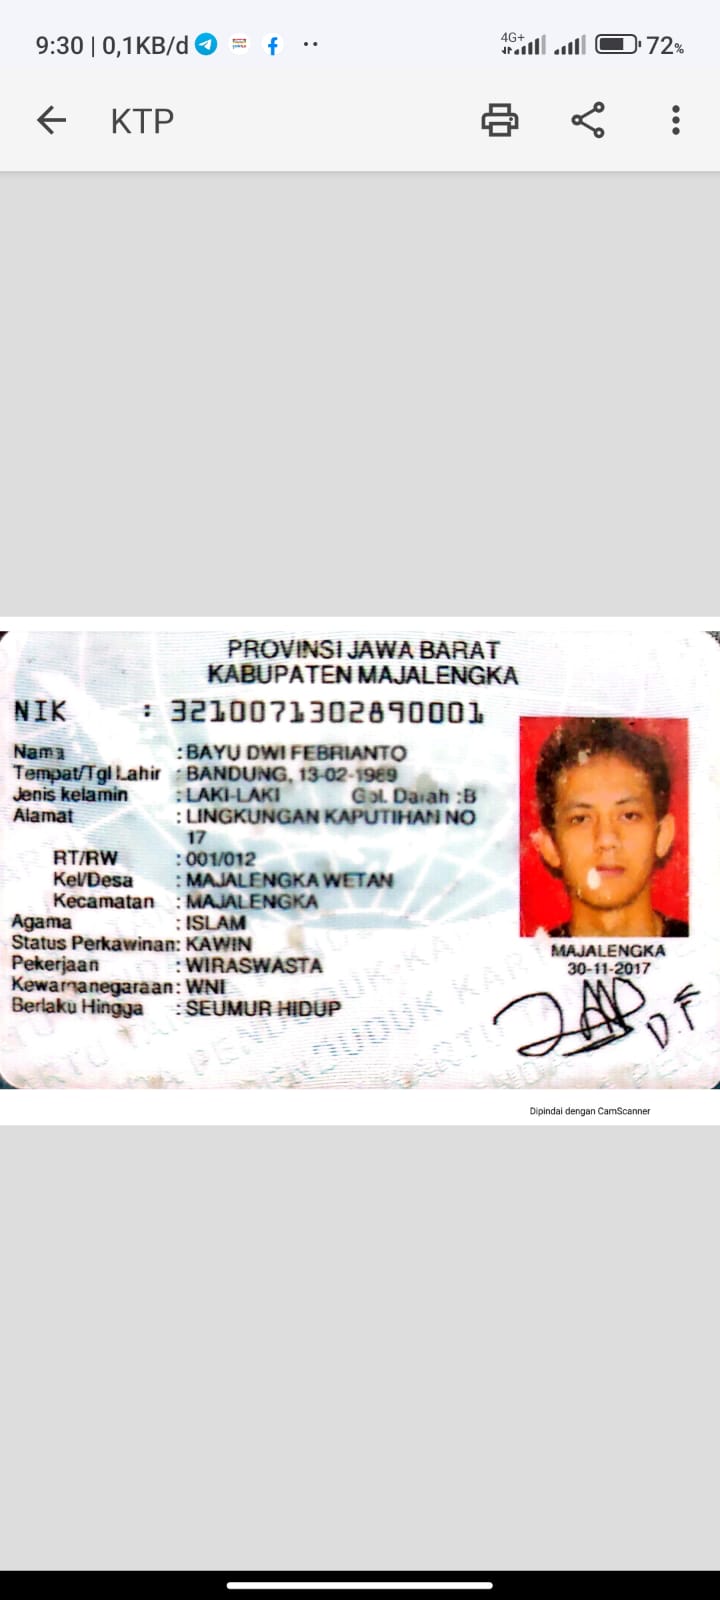 9:30 | 0,1KB/d
4G+
72%
KTP
PROVINSI JAWA BARAT
KABUPATEN MAJALENGKA
NIK : 3210071302890001
Nama : BAYU DWI FEBRIANTO
Tempat/Tgl Lahir : BANDUNG, 13-02-1989
Jenis kelamin : LAKI-LAKI Gol. Darah : B
Alamat : LINGKUNGAN KAPUTIHAN NO
17
RT/RW : 001/012
Kel/Desa : MAJALENGKA WETAN
Kecamatan : MAJALENGKA
Agama : ISLAM
Status Perkawinan: KAWIN
Pekerjaan : WIRASWASTA
Kewarganegaraan: WNI
Berlaku Hingga : SEUMUR HIDUP
MAJALENGKA
30-11-2017
D.F
Dipindai dengan CamScanner